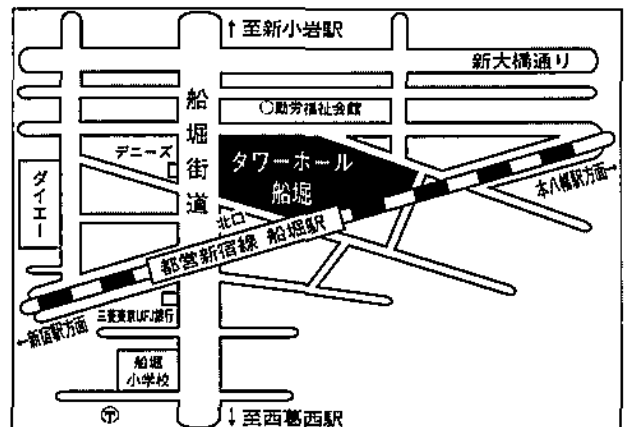 ↑至新小岩駅
新大橋通り
船堀街道
○勤労福祉会館
デニーズ
タワーホール
船堀
ダイエー
本八幡駅方面→
北口
都営新宿線 船堀駅
三菱東京UFJ銀行
←新宿駅方面
船堀
小学校
〒
↓至西葛西駅